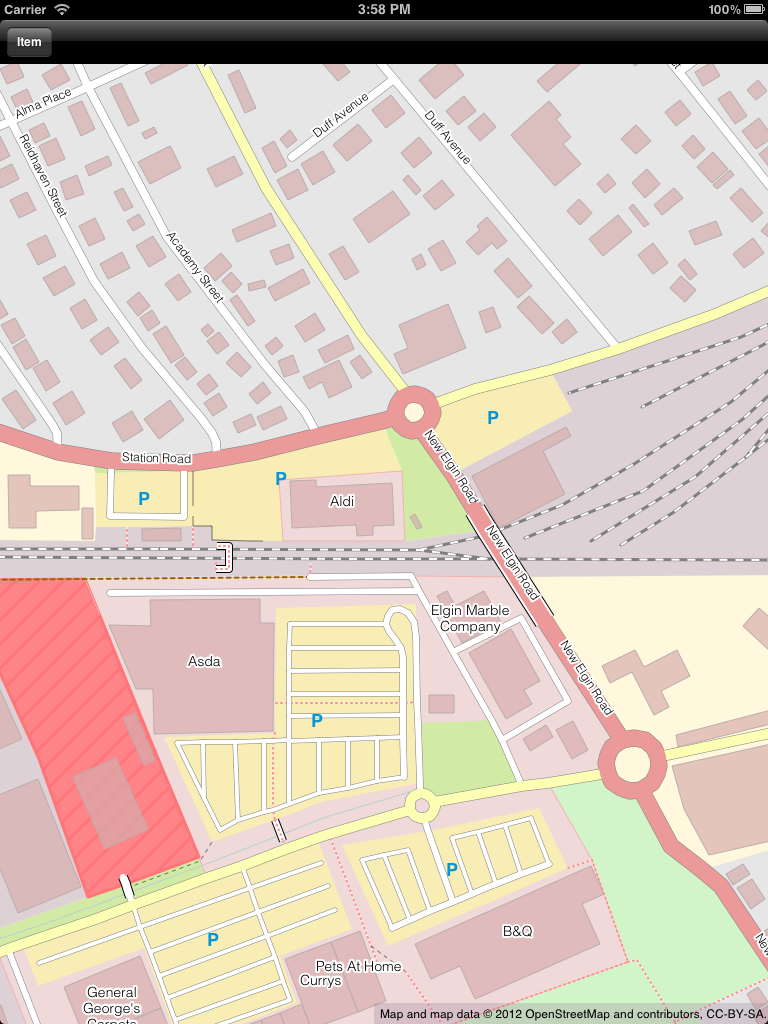 Carrier
3:58 PM
100%
Item
Alma Place
Reidhaven Street
Academy Street
Duff Avenue
Duff Avenue
Station Road
P
P
P
Aldi
New Elgin Road
New Elgin Road
New Elgin Road
Elgin Marble
Company
Asda
P
P
P
B&Q
Pets At Home
Currys
General
George's
Carpets
New
Map and map data © 2012 OpenStreetMap and contributors, CC-BY-SA.